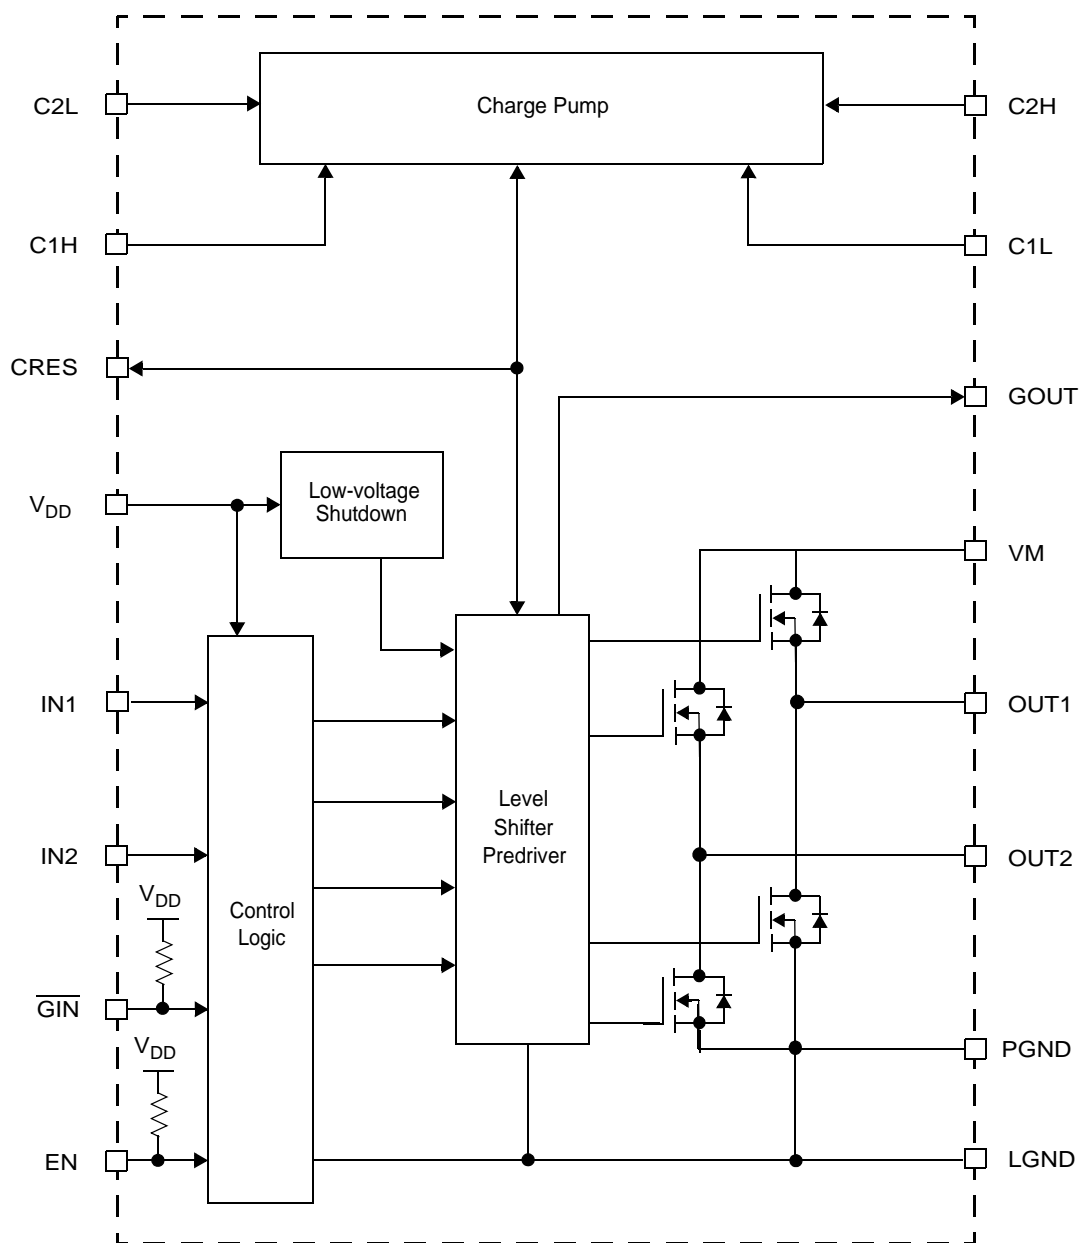 C2L
Charge Pump
C2H
C1H
C1L
CRES
GOUT
VDD
Low-voltage
Shutdown
VM
IN1
OUT1
Level
Shifter
Predriver
IN2
OUT2
VDD
Control
Logic
GIN
VDD
PGND
EN
LGND